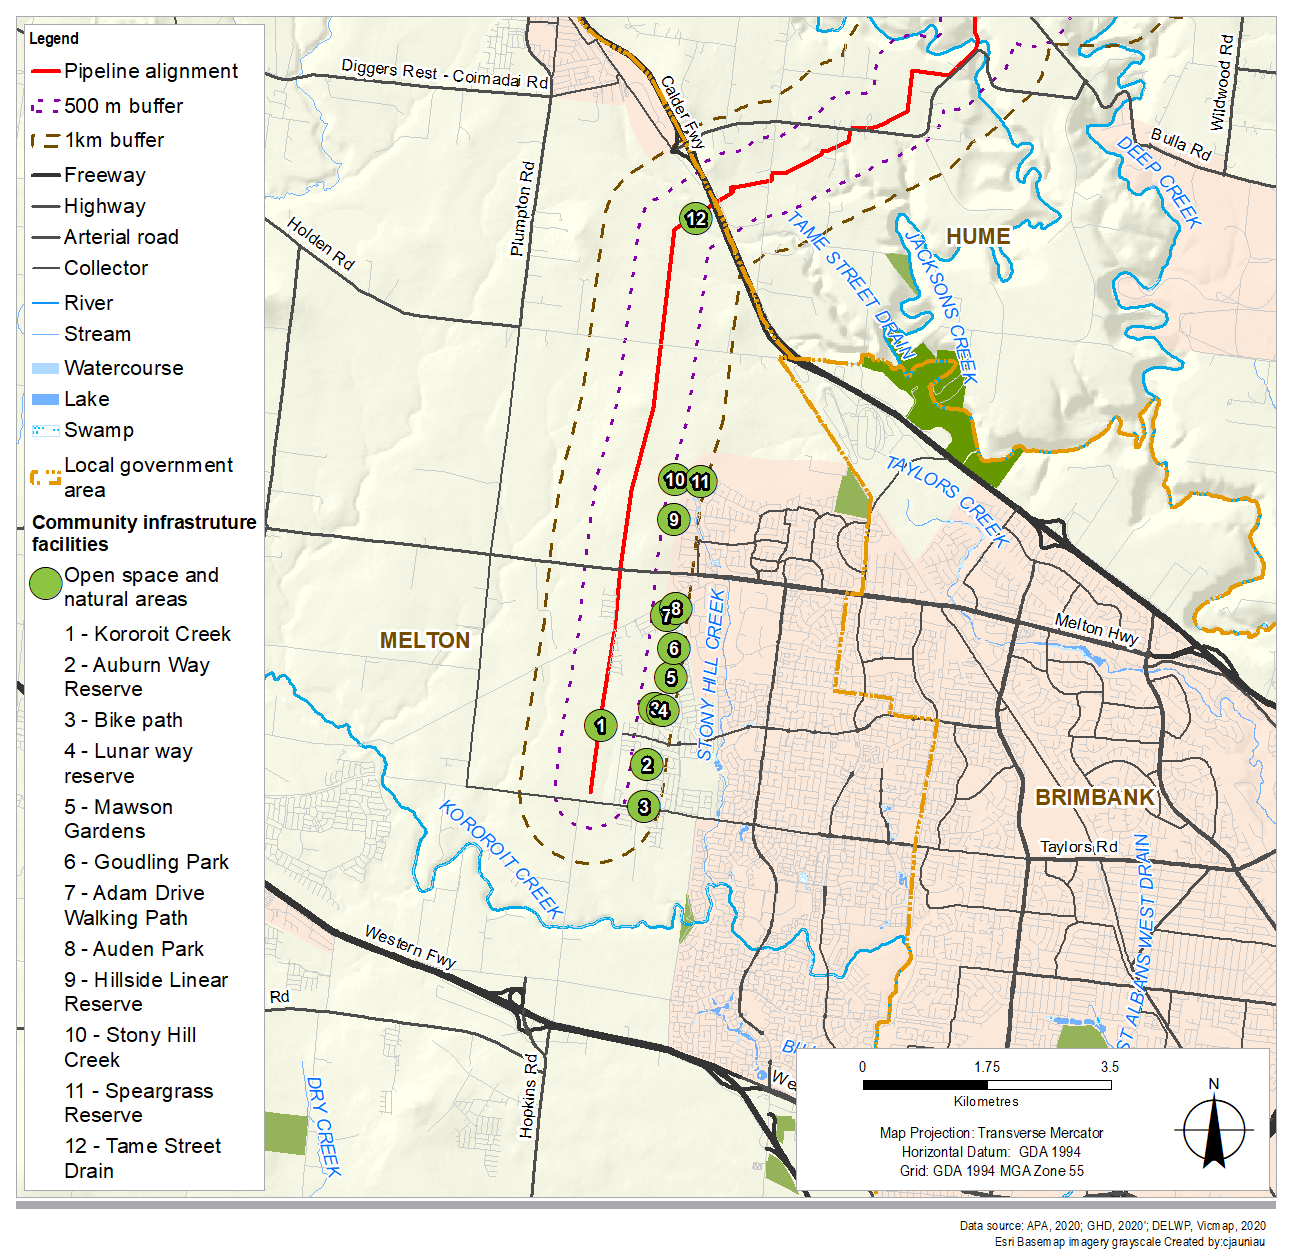 Legend
Pipeline alignment
500 m buffer
1km buffer
Freeway
Highway
Arterial road
Collector
River
Stream
Watercourse
Lake
Swamp
Local government
area
Community infrastruture
facilities
Open space and
natural areas
1 - Kororoit Creek
2 - Auburn Way
Reserve
3 - Bike path
4 - Lunar way
reserve
5 - Mawson
Gardens
6 - Goudling Park
7 - Adam Drive
Walking Path
8 - Auden Park
9 - Hillside Linear
Reserve
10 - Stony Hill
Creek
11 - Speargrass
Reserve
12 - Tame Street
Drain
Diggers Rest - Coimadai Rd
Calder Fwy
Wildwood Rd
Bulla Rd
DEEP CREEK
Plumpton Rd
Holden Rd
12
TAME STREET DRAIN
JACKSONS CREEK
HUME
TAYLORS CREEK
10
11
9
7
8
6
5
3
4
1
2
3
MELTON
STONY HILL CREEK
Melton Hwy
BRIMBANK
Taylors Rd
KOROROIT CREEK
Western Fwy
ST ALBANS WEST DRAIN
Rd
Hopkins Rd
DRY CREEK
We
0 1.75 3.5
Kilometres
N
Map Projection: Transverse Mercator
Horizontal Datum: GDA 1994
Grid: GDA 1994 MGA Zone 55
Data source: APA, 2020; GHD, 2020'; DELWP, Vicmap, 2020
Esri Basemap imagery grayscale Created by:cjauniau